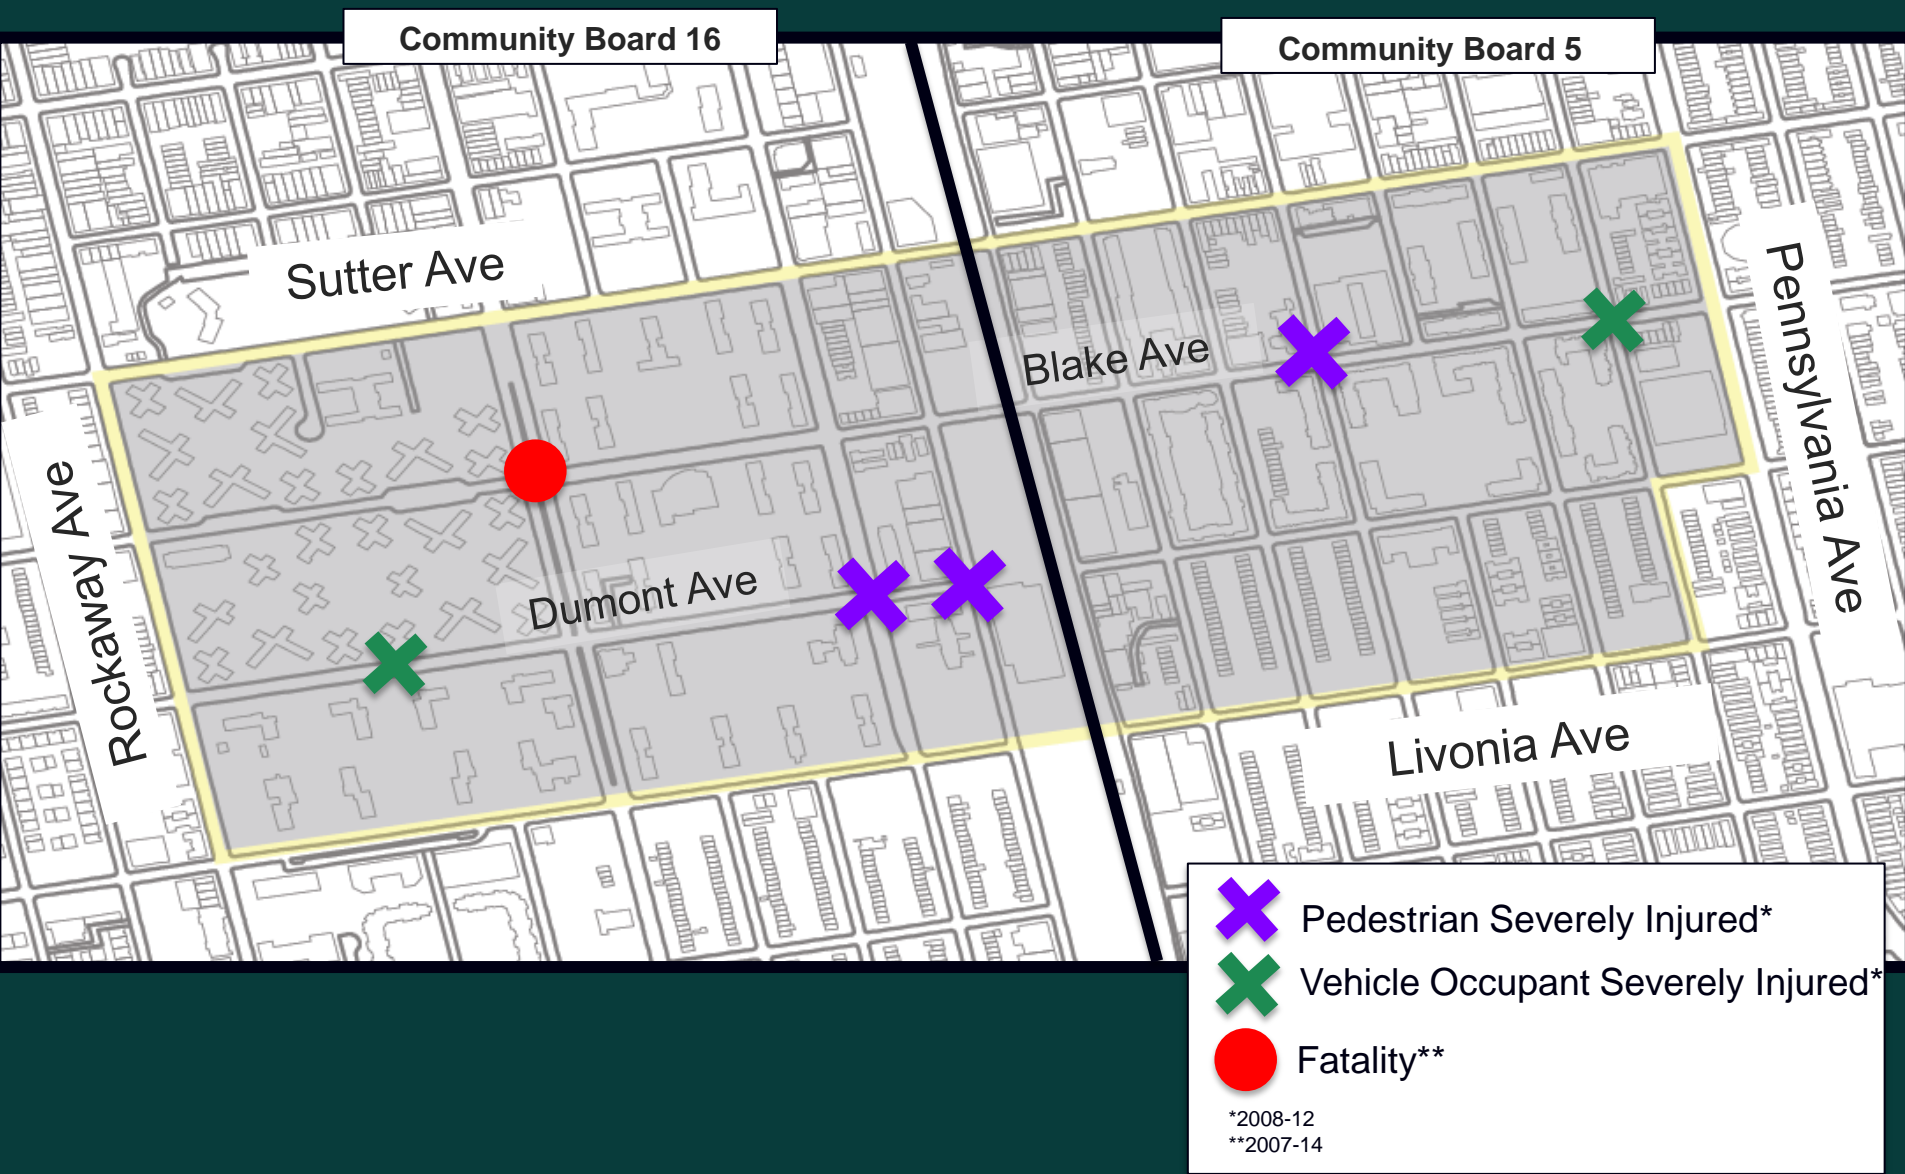 Community Board 16
Community Board 5
Sutter Ave
Blake Ave
Pennsylvania Ave
Rockaway Ave
Dumont Ave
Livonia Ave
Pedestrian Severely Injured*
Vehicle Occupant Severely Injured*
Fatality**
*2008-12
**2007-14